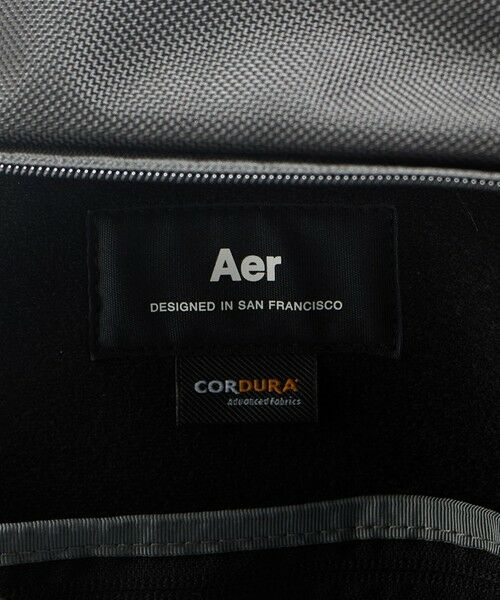 Aer
DESIGNED IN SAN FRANCISCO
CORDURA®
Advanced Fabrics